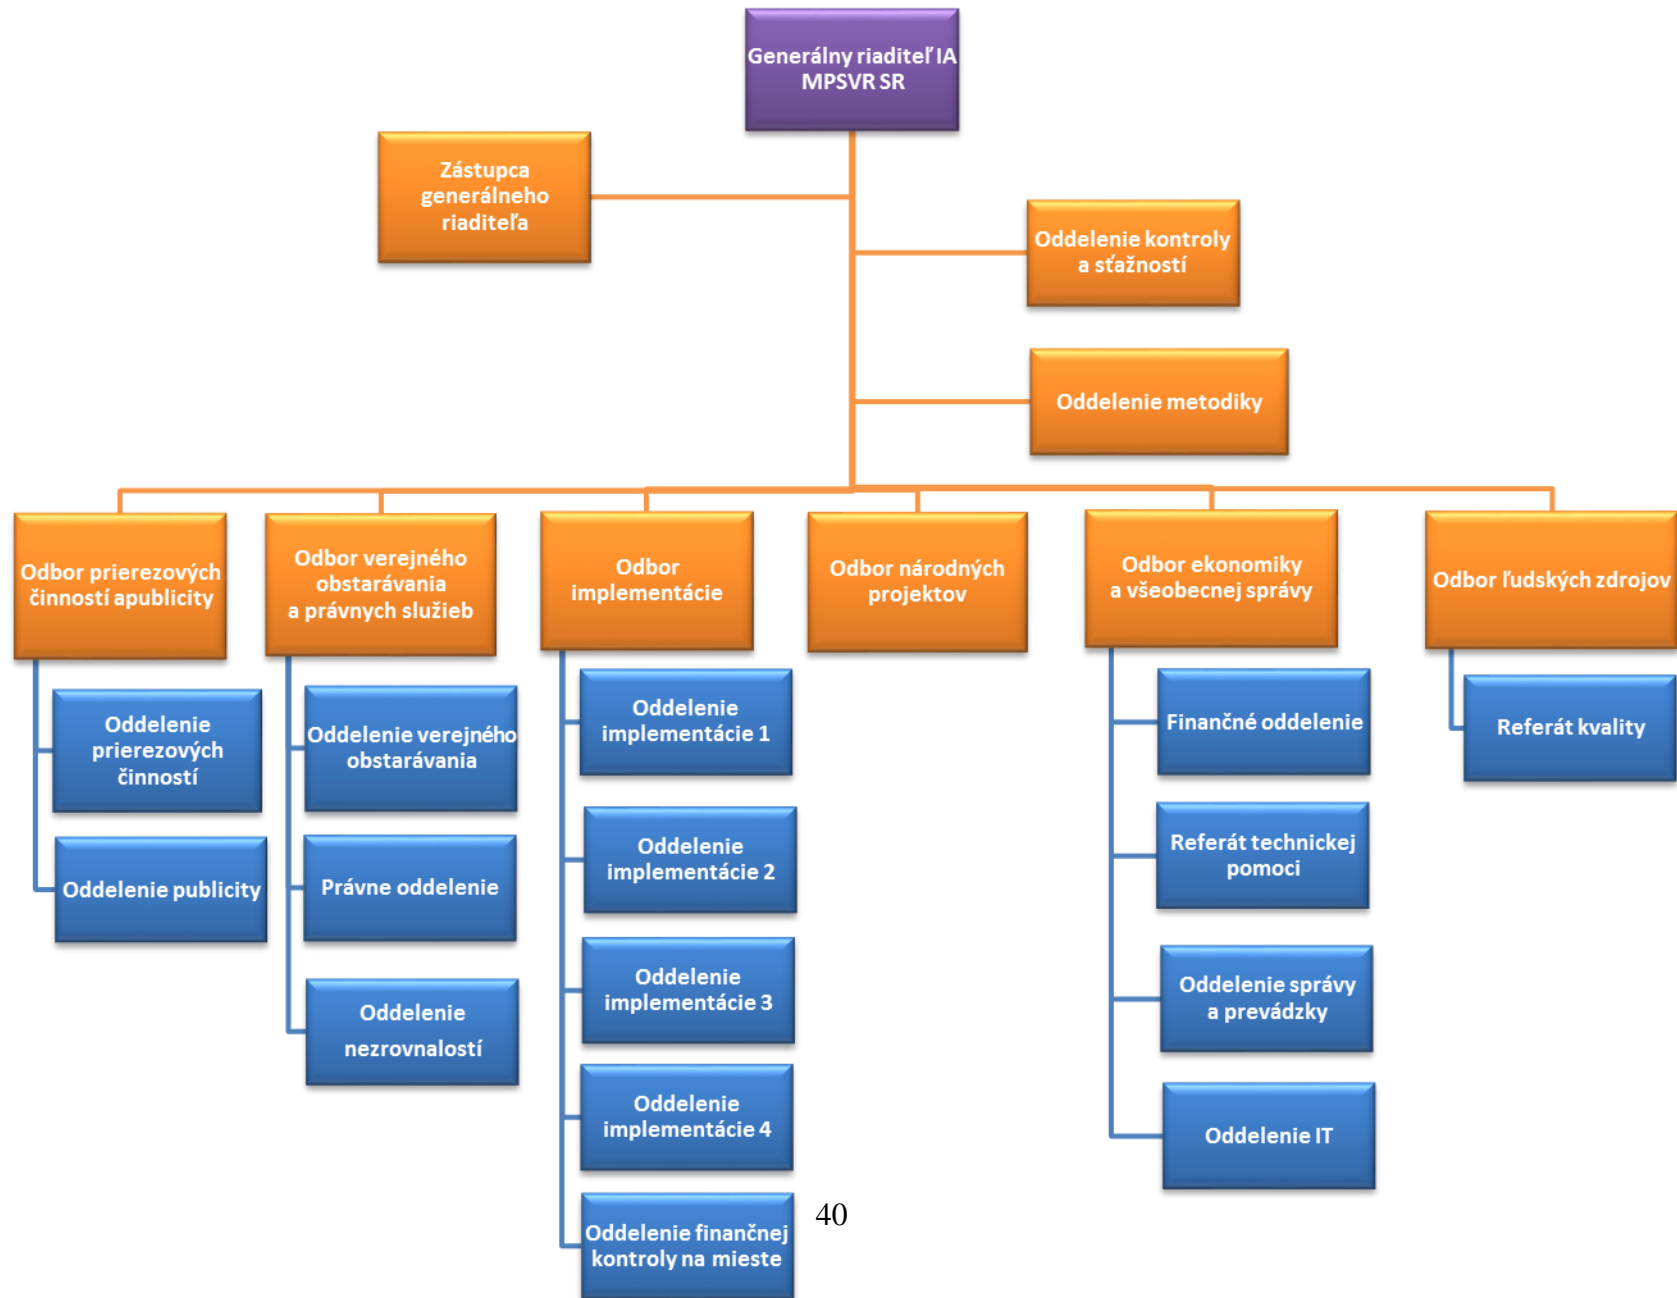 Generálny riaditeľ IA
MPSVR SR
Zástupca
generálneho
riaditeľa
Oddelenie kontroly
a sťažností
Oddelenie metodiky
Odbor prierezových
činností apublicity
Odbor verejného
obstarávania
a právnych služieb
Odbor
implementácie
Odbor národných
projektov
Odbor ekonomiky
a všeobecnej správy
Odbor ľudských zdrojov
Oddelenie
prierezových
činností
Oddelenie publicity
Oddelenie verejného
obstarávania
Právne oddelenie
Oddelenie
nezrovnalostí
Oddelenie
implementácie 1
Oddelenie
implementácie 2
Oddelenie
implementácie 3
Oddelenie
implementácie 4
Oddelenie finančnej
kontroly na mieste
Finančné oddelenie
Referát technickej
pomoci
Oddelenie správy
a prevádzky
Oddelenie IT
Referát kvality
40